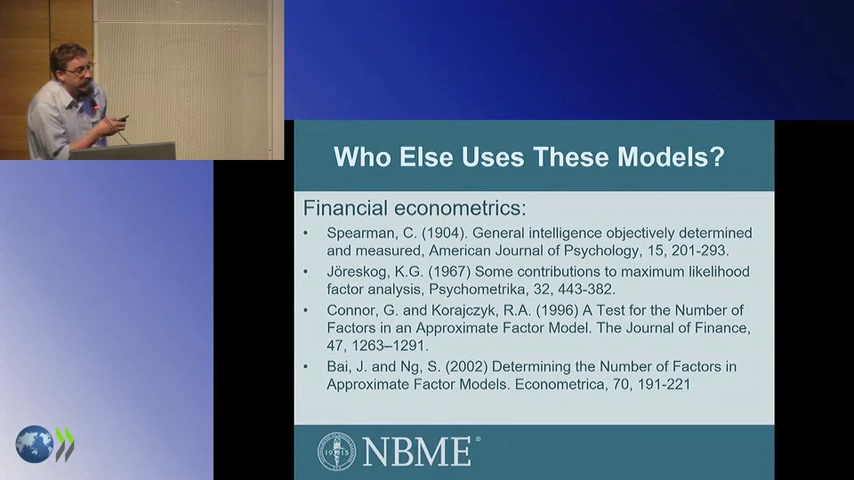 Who Else Uses These Models?
Financial econometrics:
• Spearman, C. (1904). General intelligence objectively determined
and measured, American Journal of Psychology, 15, 201-293.
• Jöreskog, K.G. (1967) Some contributions to maximum likelihood
factor analysis, Psychometrika, 32, 443-382.
• Connor, G. and Korajczyk, R.A. (1996) A Test for the Number of
Factors in an Approximate Factor Model. The Journal of Finance,
47, 1263–1291.
• Bai, J. and Ng, S. (2002) Determining the Number of Factors in
Approximate Factor Models. Econometrica, 70, 191-221
NBME®